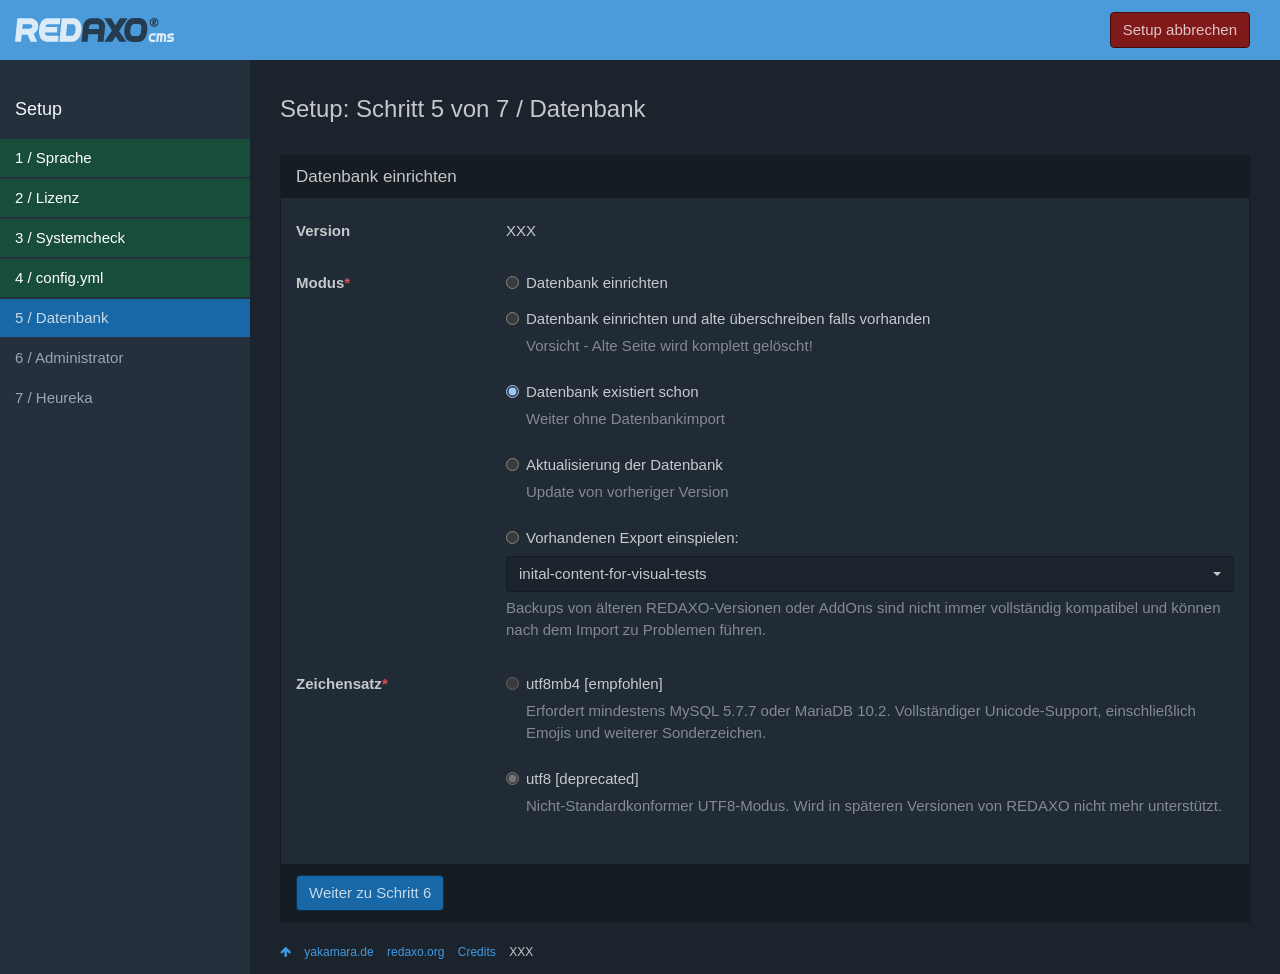 REDAXO® cms
Setup abbrechen
Setup
1 / Sprache
2 / Lizenz
3 / Systemcheck
4 / config.yml
5 / Datenbank
6 / Administrator
7 / Heureka
Setup: Schritt 5 von 7 / Datenbank
Datenbank einrichten
Version XXX
Modus* Datenbank einrichten
Datenbank einrichten und alte überschreiben falls vorhanden
Vorsicht - Alte Seite wird komplett gelöscht!
Datenbank existiert schon
Weiter ohne Datenbankimport
Aktualisierung der Datenbank
Update von vorheriger Version
Vorhandenen Export einspielen:
inital-content-for-visual-tests
Backups von älteren REDAXO-Versionen oder AddOns sind nicht immer vollständig kompatibel und können
nach dem Import zu Problemen führen.
Zeichensatz* utf8mb4 [empfohlen]
Erfordert mindestens MySQL 5.7.7 oder MariaDB 10.2. Vollständiger Unicode-Support, einschließlich
Emojis und weiterer Sonderzeichen.
utf8 [deprecated]
Nicht-Standardkonformer UTF8-Modus. Wird in späteren Versionen von REDAXO nicht mehr unterstützt.
Weiter zu Schritt 6
yakamara.de redaxo.org Credits XXX